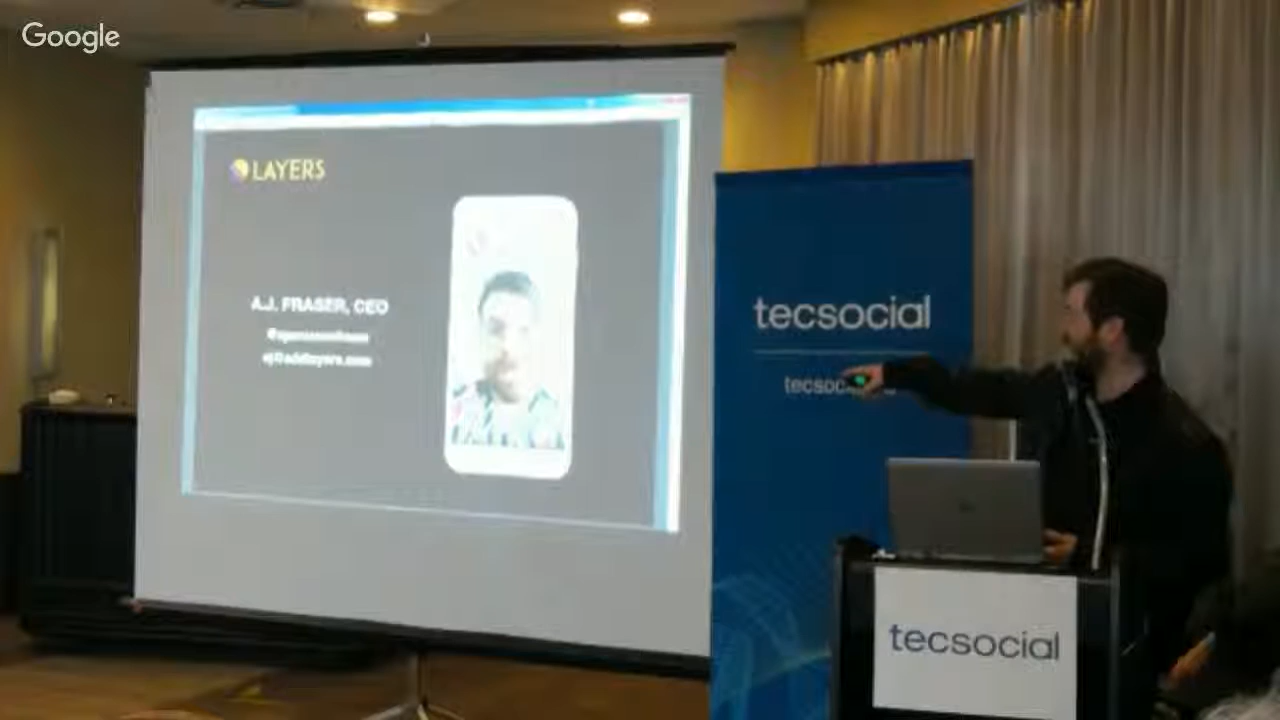 Google
LAYERS
A.J. FRASER, CEO
tecsocial
tecsocial